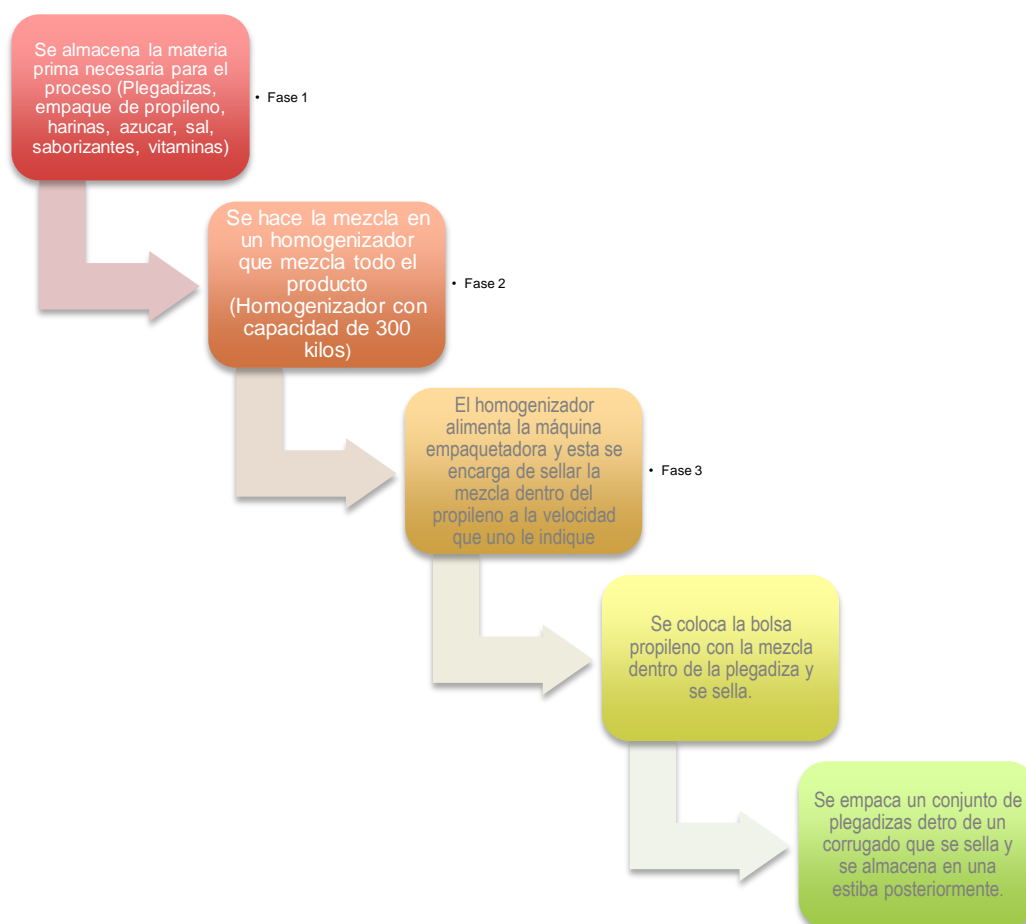 Se almacena la materia
prima necesaria para el
proceso (Plegadizas,
empaque de propileno,
harinas, azucar, sal,
saborizantes, vitaminas)
• Fase 1
Se hace la mezcla en
un homogenizador
que mezcla todo el
producto
(Homogenizador con
capacidad de 300
kilos)
• Fase 2
El homogenizador
alimenta la máquina
empaquetadora y esta se
encarga de sellar la
mezcla dentro del
propileno a la velocidad
que uno le indique
• Fase 3
Se coloca la bolsa
propileno con la mezcla
dentro de la plegadiza y
se sella.
Se empaca un conjunto de
plegadizas detro de un
corrugado que se sella y
se almacena en una
estiba posteriormente.